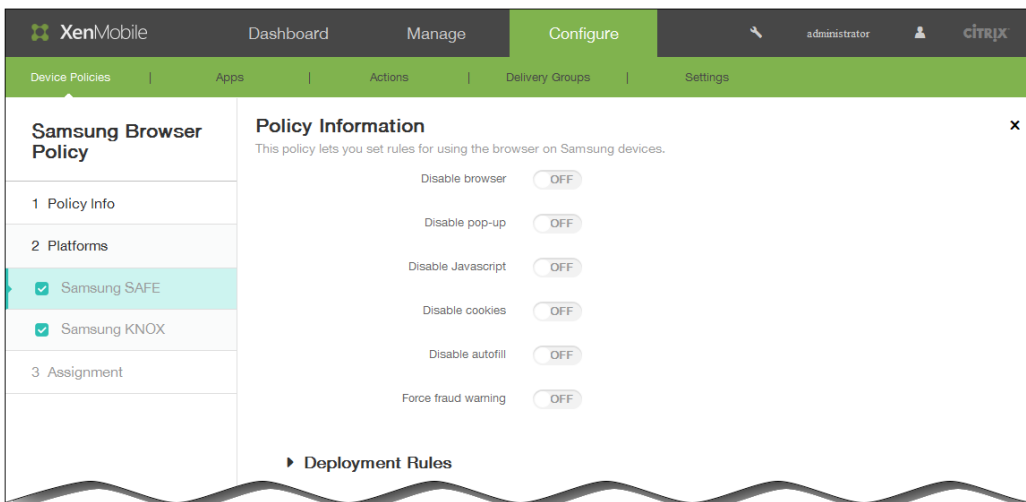 XenMobile Dashboard Manage Configure administrator CITRIX
Device Policies | Apps | Actions | Delivery Groups | Settings
Samsung Browser
Policy
1 Policy Info
2 Platforms
Samsung SAFE
Samsung KNOX
3 Assignment
Policy Information
This policy lets you set rules for using the browser on Samsung devices.
Disable browser OFF
Disable pop-up OFF
Disable Javascript OFF
Disable cookies OFF
Disable autofill OFF
Force fraud warning OFF
Deployment Rules